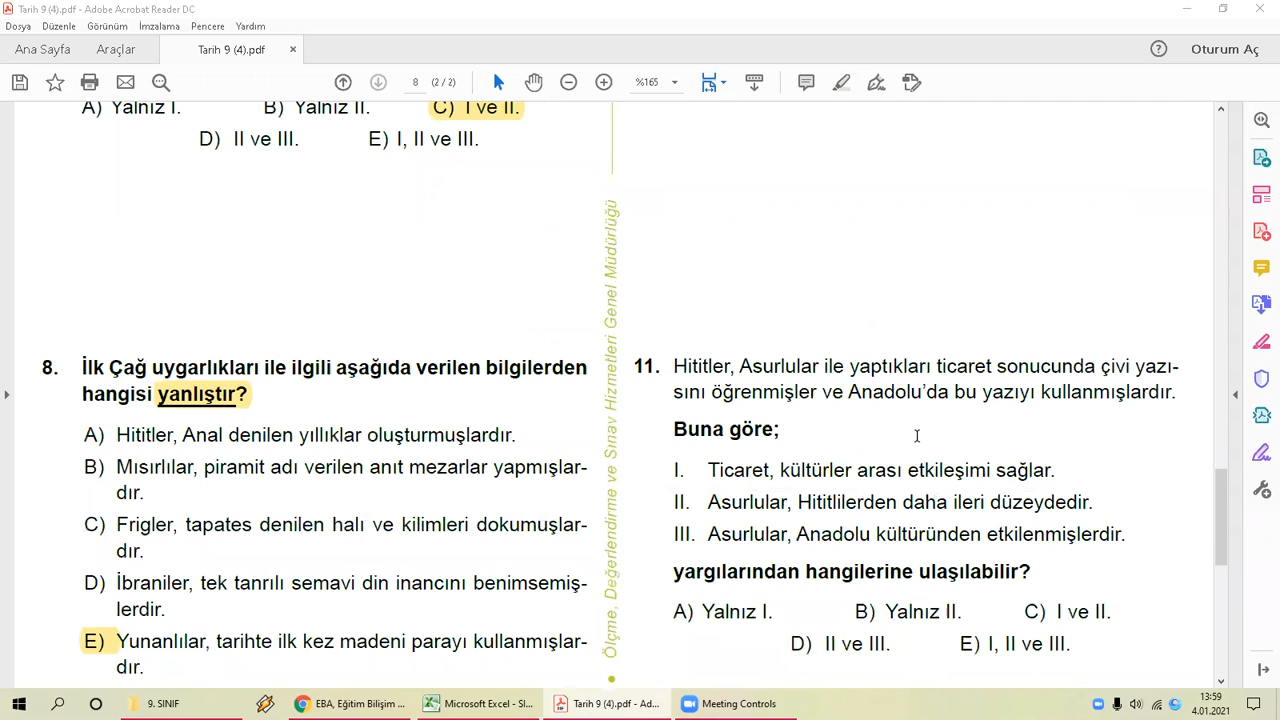 Tarih 9 (4).pdf - Adobe Acrobat Reader DC
Dosya Düzenle Görünüm İmzalama Pencere Yardım
Ana Sayfa Araçlar Tarih 9 (4).pdf × Oturum Aç
8 (2 / 2) %165
A) Yalnız I. B) Yalnız II. C) I ve II.
D) II ve III. E) I, II ve III.
8. İlk Çağ uygarlıkları ile ilgili aşağıda verilen bilgilerden
hangisi yanlıştır?
A) Hititler, Anal denilen yıllıklar oluşturmuşlardır.
B) Mısırlılar, piramit adı verilen anıt mezarlar yapmışlar-
dır.
C) Frigler, tapates denilen halı ve kilimleri dokumuşlar-
dır.
D) İbraniler, tek tanrılı semavi din inancını benimsemiş-
lerdir.
E) Yunanlılar, tarihte ilk kez madeni parayı kullanmışlar-
dır.
Ölçme, Değerlendirme ve Sınav Hizmetleri Genel Müdürlüğü
11. Hititler, Asurlular ile yaptıkları ticaret sonucunda çivi yazı-
sını öğrenmişler ve Anadolu'da bu yazıyı kullanmışlardır.
Buna göre;
I. Ticaret, kültürler arası etkileşimi sağlar.
II. Asurlular, Hititlilerden daha ileri düzeydedir.
III. Asurlular, Anadolu kültüründen etkilenmişlerdir.
yargılarından hangilerine ulaşılabilir?
A) Yalnız I. B) Yalnız II. C) I ve II.
D) II ve III. E) I, II ve III.
9. SINIF EBA, Eğitim Bilişim ... Microsoft Excel - SI... Tarih 9 (4).pdf - Ado... Meeting Controls
13:59
4.01.2021